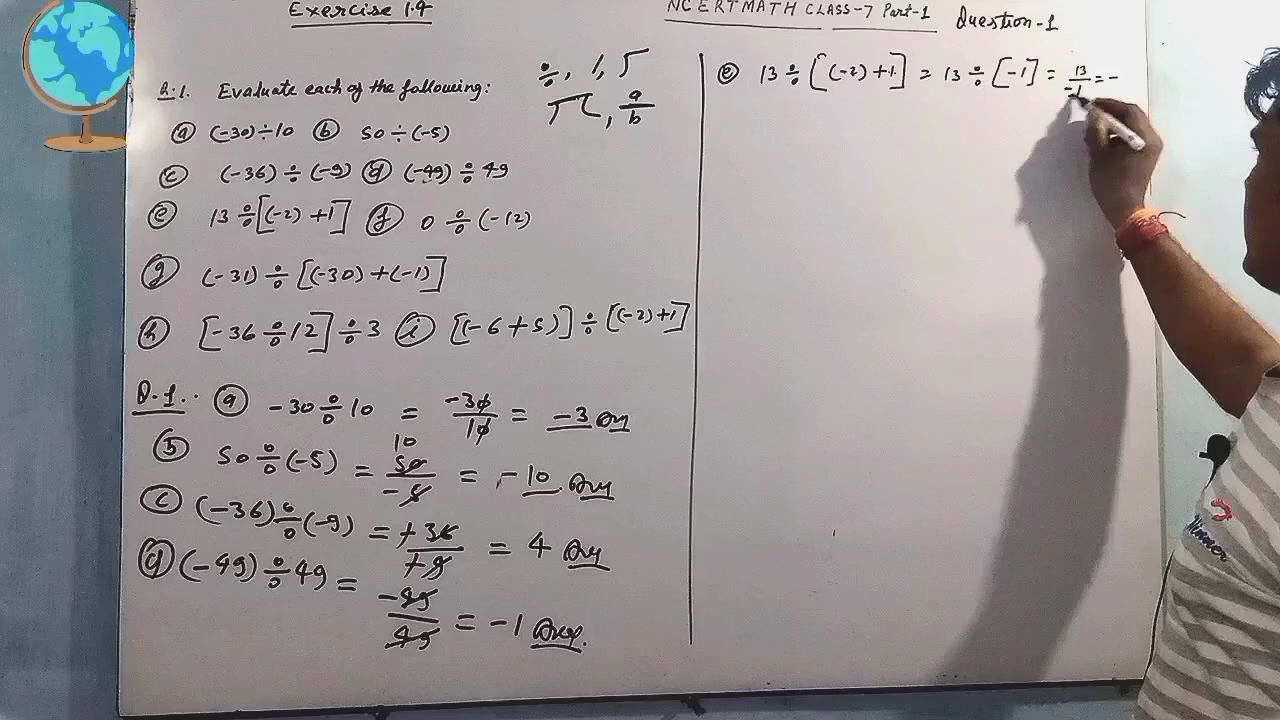 Exercise 1.4
NCERT MATH CLASS-7 Part-1 Question-1
Q.1. Evaluate each of the following:
÷, 1, 5
a/b
ⓐ (-30)÷10 ⓑ 50÷(-5)
ⓒ (-36)÷(-9) ⓓ (-49)÷49
ⓔ 13÷[(-2)+1] ⓕ 0÷(-12)
ⓖ (-31)÷[(-30)+(-1)]
ⓗ [-36÷12]÷3 ⓘ [(-6+5)]÷[(-2)+1]
Q.1.. ⓐ -30÷10 = -30/10 = -3 Ans
ⓑ 50÷(-5) = 50/-5 = -10 Ans
10
ⓒ (-36)÷(-9) = +36/+9 = 4 Ans
ⓓ (-49)÷49 = -49/49 = -1 Ans.
ⓔ 13÷[(-2)+1] = 13÷[-1] = 13/-1 = -
Winner